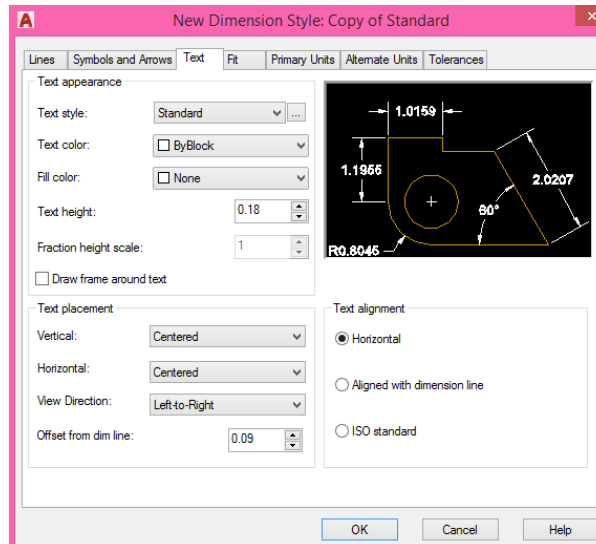 A New Dimension Style: Copy of Standard
Lines Symbols and Arrows Text Fit Primary Units Alternate Units Tolerances
Text appearance
Text style: Standard ...
Text color: ByBlock
Fill color: None
Text height: 0.18
Fraction height scale: 1
Draw frame around text
1.0159
1.1955
2.0207
60°
R0.8045
Text placement
Vertical: Centered
Horizontal: Centered
View Direction: Left-to-Right
Offset from dim line: 0.09
Text alignment
Horizontal
Aligned with dimension line
ISO standard
OK Cancel Help